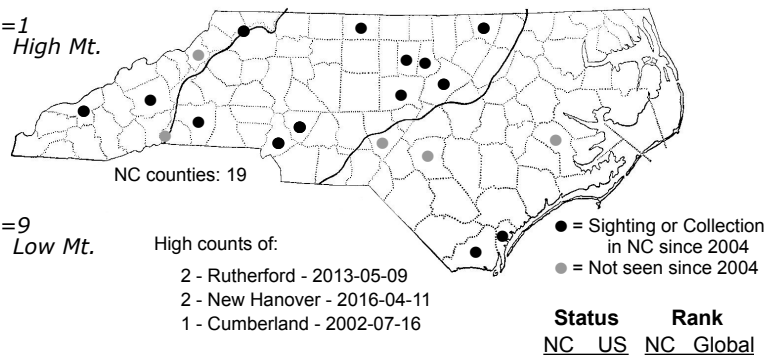 =1
High Mt.
NC counties: 19
=9
Low Mt.
High counts of:
2 - Rutherford - 2013-05-09
2 - New Hanover - 2016-04-11
1 - Cumberland - 2002-07-16
● = Sighting or Collection
in NC since 2004
● = Not seen since 2004
Status Rank
NC US NC Global